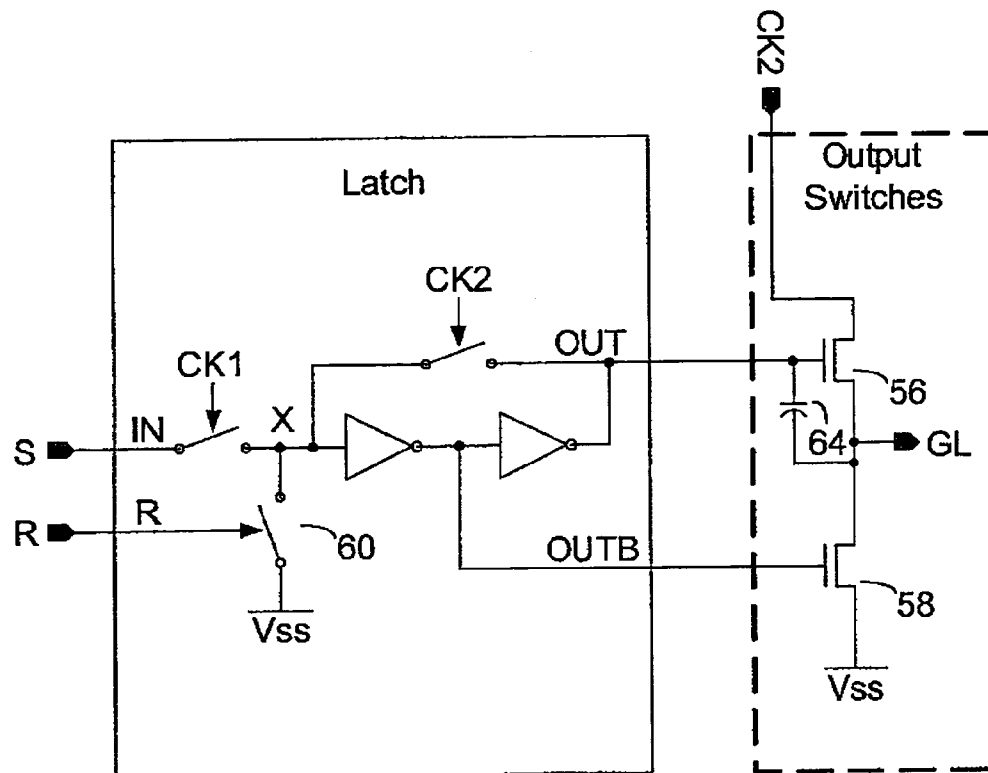 CK2
Output
Switches
Latch
CK2
OUT
CK1
IN
X
S
56
64
GL
R
R
60
OUTB
58
Vss
Vss